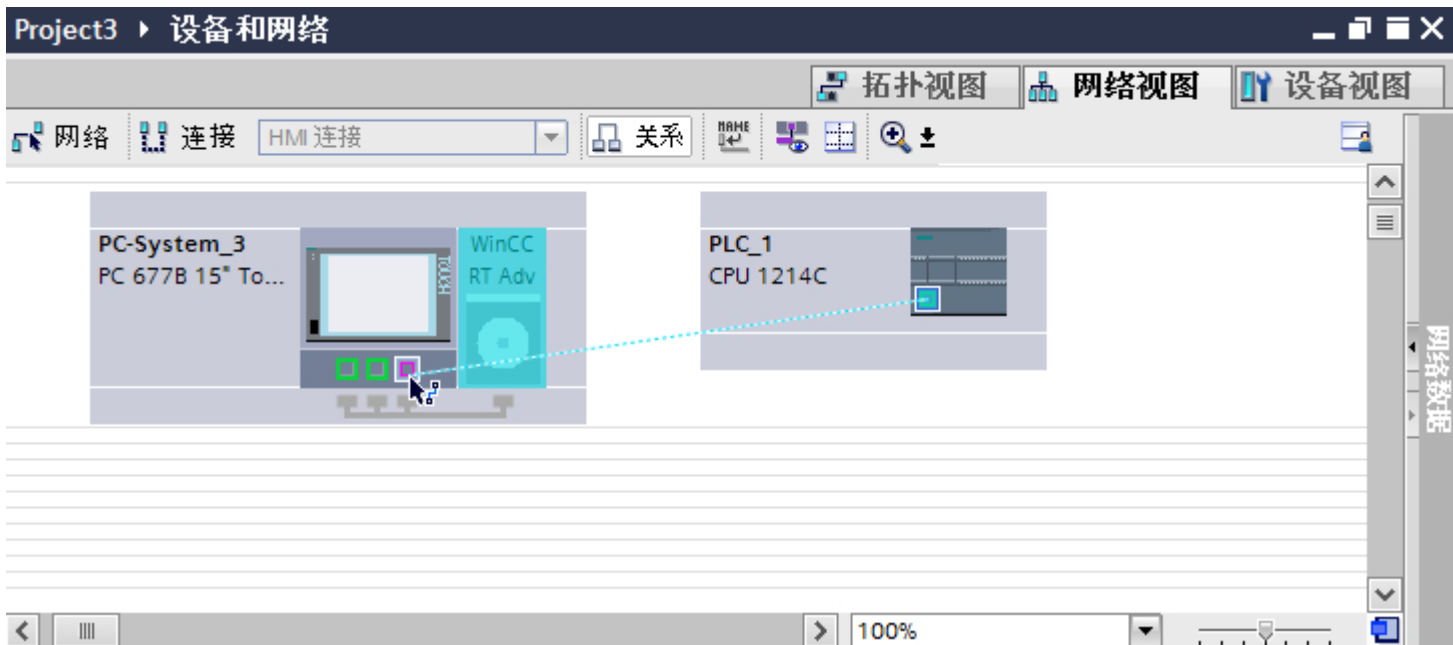 Project3 ▸ 设备和网络
拓扑视图 网络视图 设备视图
网络 连接 HMI 连接 关系 NAME
PC-System_3
PC 677B 15" To...
TOUCH
WinCC
RT Adv
PLC_1
CPU 1214C
网络数据
100%